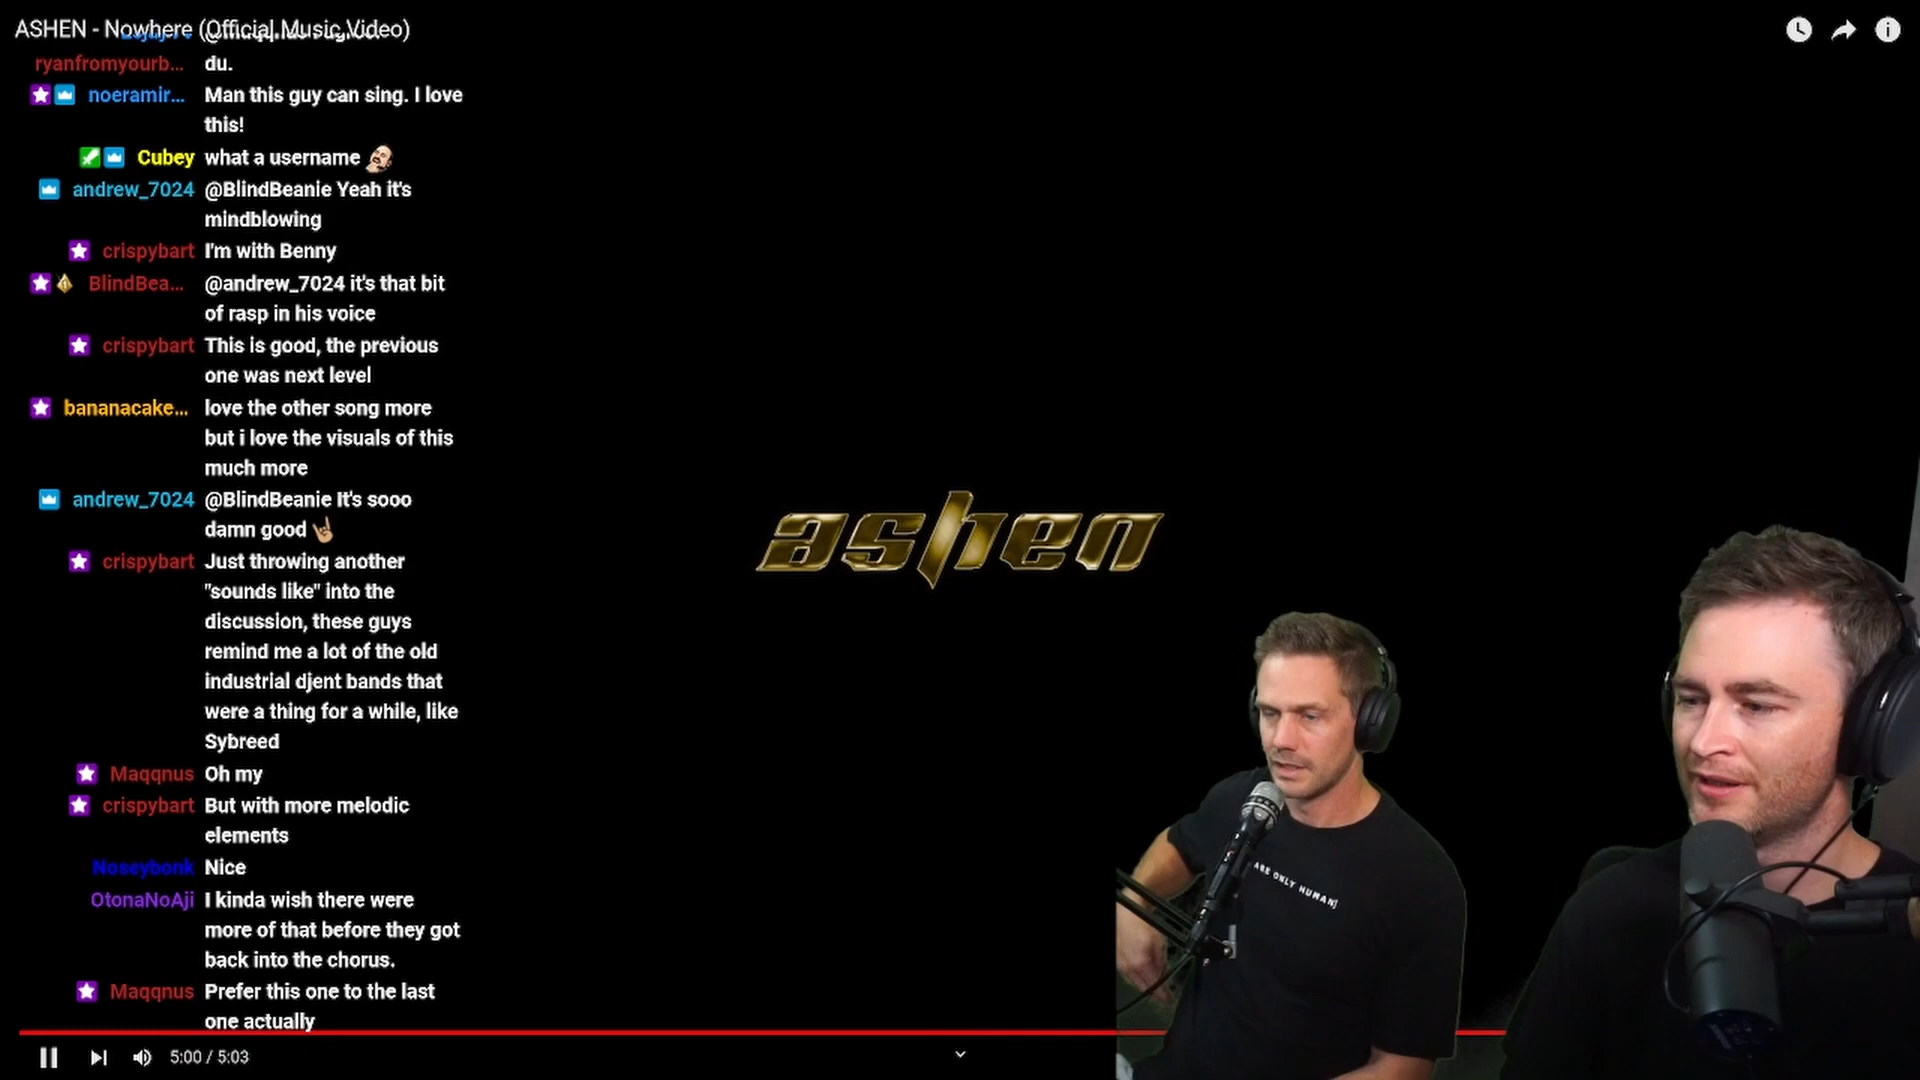 ASHEN - Nowhere (Official Music Video)
ryanfromyourb... du.
noeramir... Man this guy can sing. I love
this!
Cubey what a username
andrew_7024 @BlindBeanie Yeah it's
mindblowing
crispybart I'm with Benny
BlindBea... @andrew_7024 it's that bit
of rasp in his voice
crispybart This is good, the previous
one was next level
bananacake... love the other song more
but i love the visuals of this
much more
andrew_7024 @BlindBeanie It's sooo
damn good
crispybart Just throwing another
"sounds like" into the
discussion, these guys
remind me a lot of the old
industrial djent bands that
were a thing for a while, like
Sybreed
Maqqnus Oh my
crispybart But with more melodic
elements
Noseybonk Nice
OtonaNoAji I kinda wish there were
more of that before they got
back into the chorus.
Maqqnus Prefer this one to the last
one actually
ashen
ARE ONLY HUMAN
5:00 / 5:03